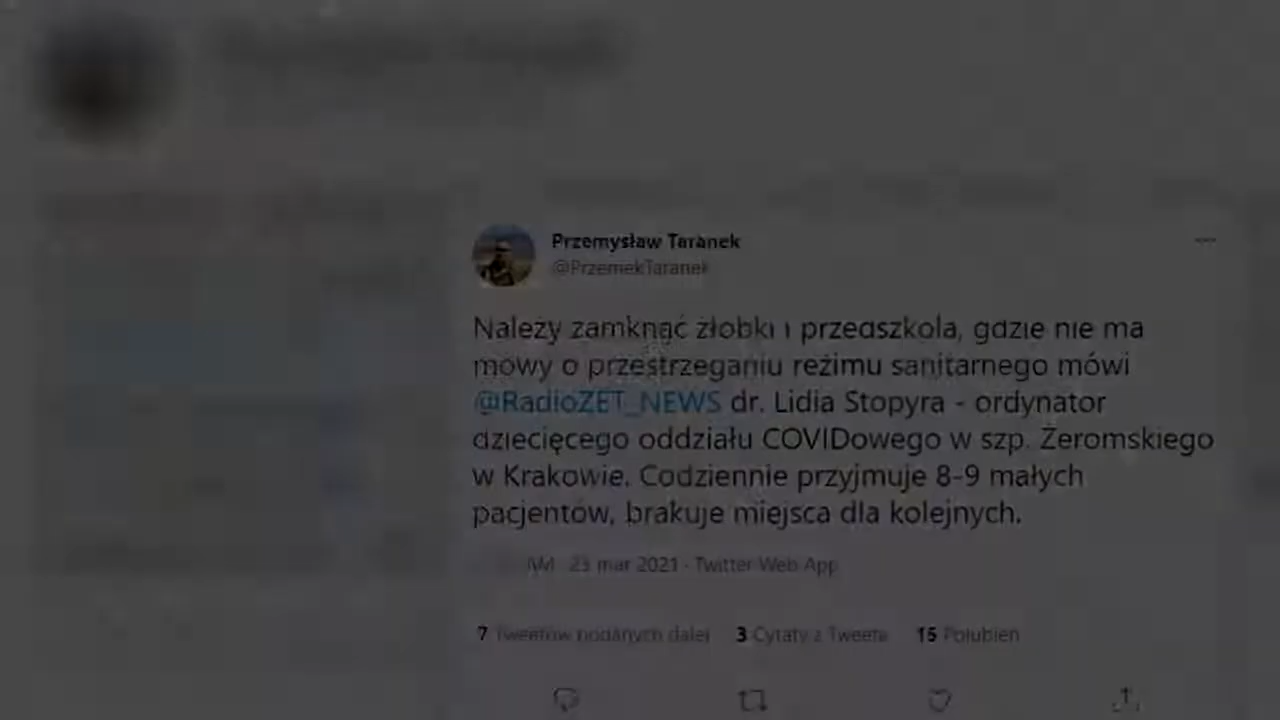 Przemysław Taranek
@PrzemekTaranek
Należy zamknąć żłobki i przedszkola, gdzie nie ma
mowy o przestrzeganiu reżimu sanitarnego mówi
@RadioZET_NEWS dr. Lidia Stopyra - ordynator
dziecięcego oddziału COVIDowego w szp. Żeromskiego
w Krakowie. Codziennie przyjmuje 8-9 małych
pacjentów, brakuje miejsca dla kolejnych.
AM · 23 mar 2021 · Twitter Web App
7 Tweetów podanych dalej 3 Cytaty z Tweeta 15 Polubień